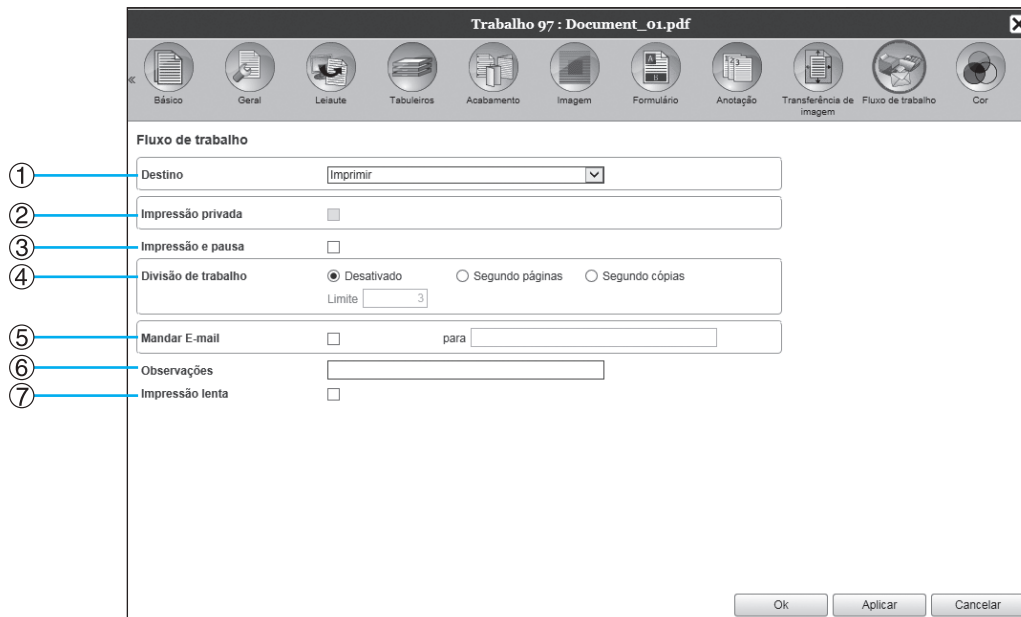 Trabalho 97 : Document_01.pdf
«
Básico
Geral
Leiaute
Tabuleiros
Acabamento
Imagem
Formulário
Anotação
Transferência de
imagem
Fluxo de trabalho
Cor
Fluxo de trabalho
1 Destino Imprimir
2 Impressão privada
3 Impressão e pausa
4 Divisão de trabalho Desativado Segundo páginas Segundo cópias
Limite 3
5 Mandar E-mail para
6 Observações
7 Impressão lenta
Ok Aplicar Cancelar